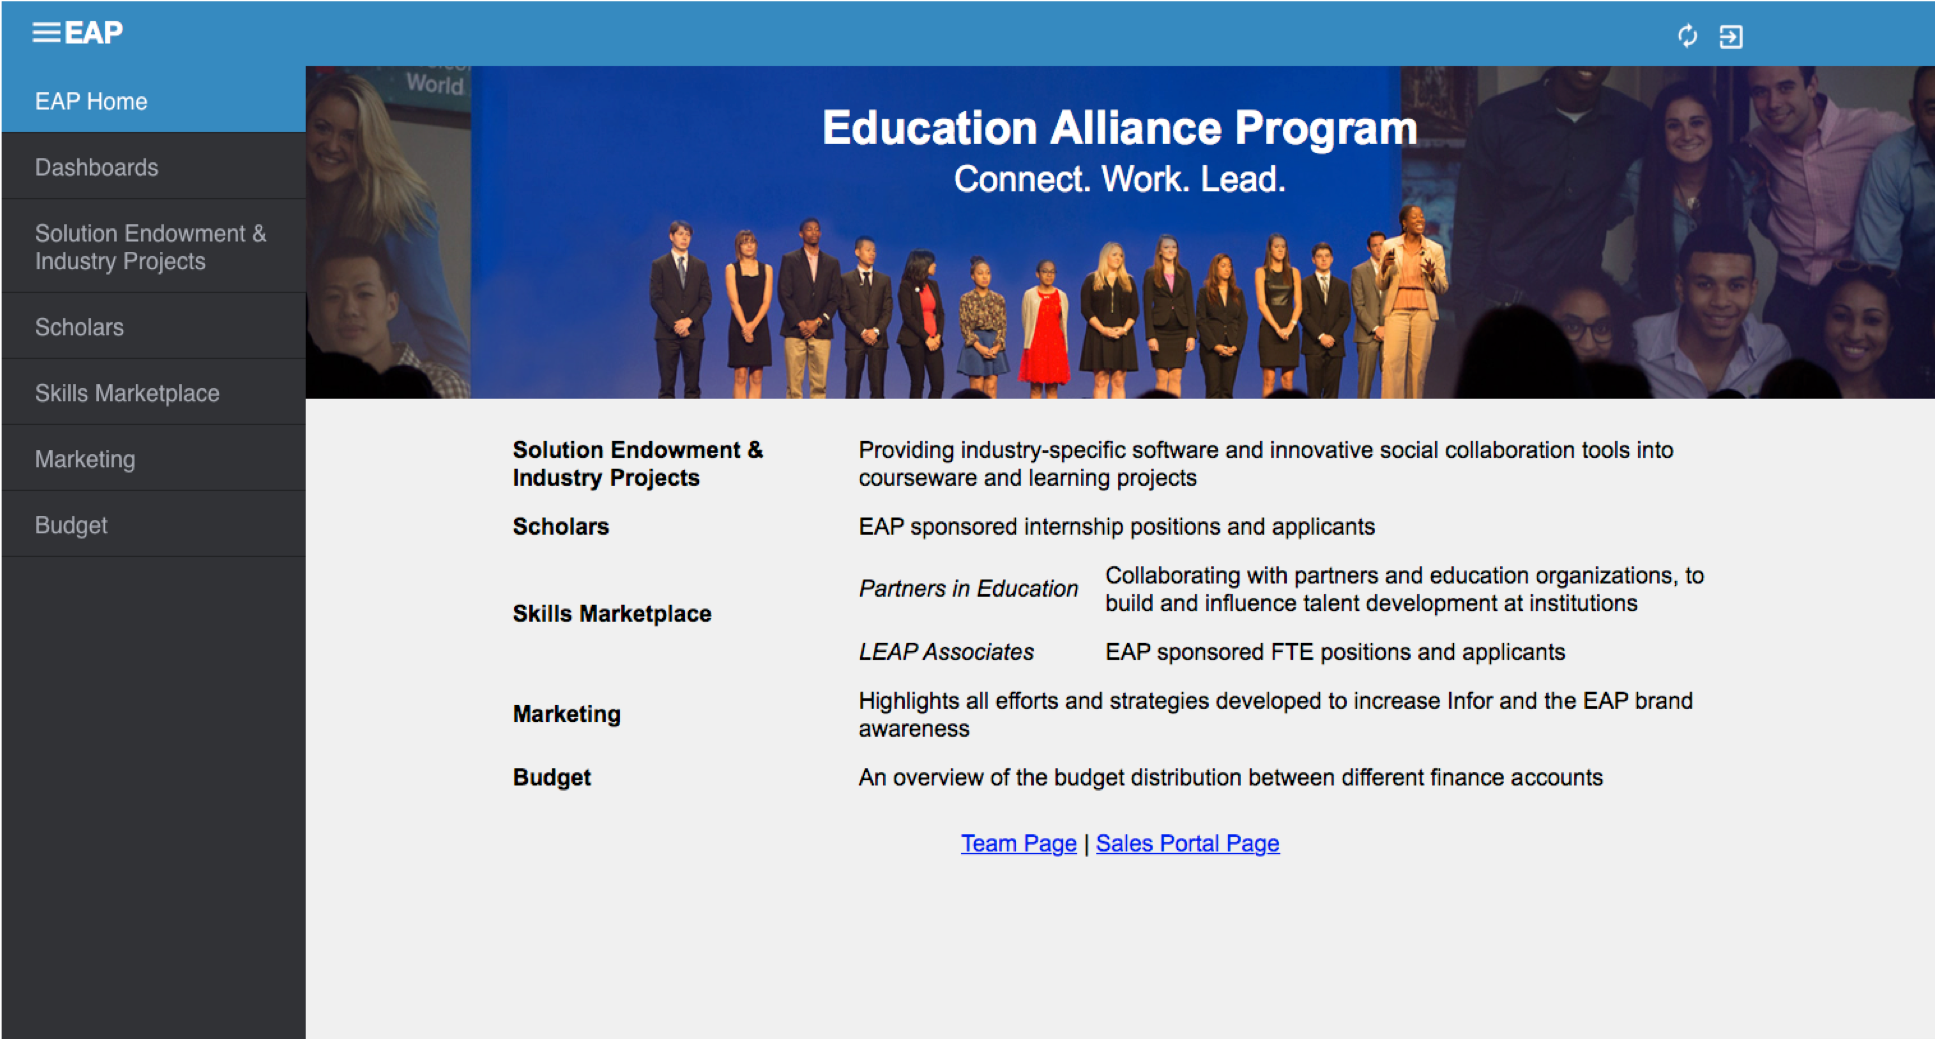 EAP
EAP Home
Dashboards
Solution Endowment &
Industry Projects
Scholars
Skills Marketplace
Marketing
Budget
World
Education Alliance Program
Connect. Work. Lead.
Solution Endowment &
Industry Projects
Providing industry-specific software and innovative social collaboration tools into
courseware and learning projects
Scholars
EAP sponsored internship positions and applicants
Skills Marketplace
Partners in Education
Collaborating with partners and education organizations, to
build and influence talent development at institutions
LEAP Associates
EAP sponsored FTE positions and applicants
Marketing
Highlights all efforts and strategies developed to increase Infor and the EAP brand
awareness
Budget
An overview of the budget distribution between different finance accounts
Team Page | Sales Portal Page